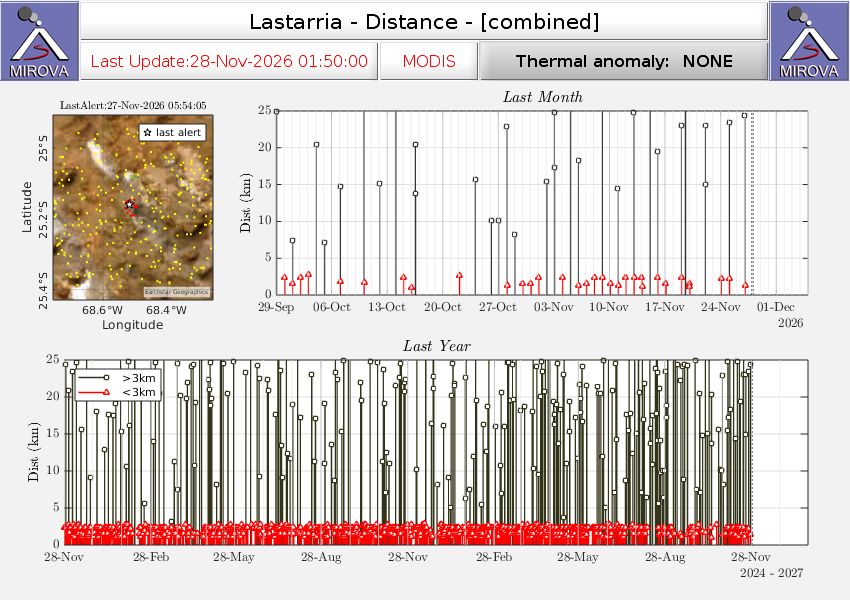 Lastarria - Distance - [combined]
MIROVA
Last Update:28-Nov-2026 01:50:00
MODIS
Thermal anomaly: NONE
MIROVA
LastAlert:27-Nov-2026 05:54:05
last alert
25°S
25.2°S
25.4°S
Latitude
Earthstar Geographics
68.6°W
68.4°W
Longitude
Last Month
Dist (km)
25
20
15
10
5
0
29-Sep
06-Oct
13-Oct
20-Oct
27-Oct
03-Nov
10-Nov
17-Nov
24-Nov
01-Dec
2026
Last Year
Dist (km)
25
20
15
10
5
0
>3km
<3km
28-Nov
28-Feb
28-May
28-Aug
28-Nov
28-Feb
28-May
28-Aug
28-Nov
2024 - 2027